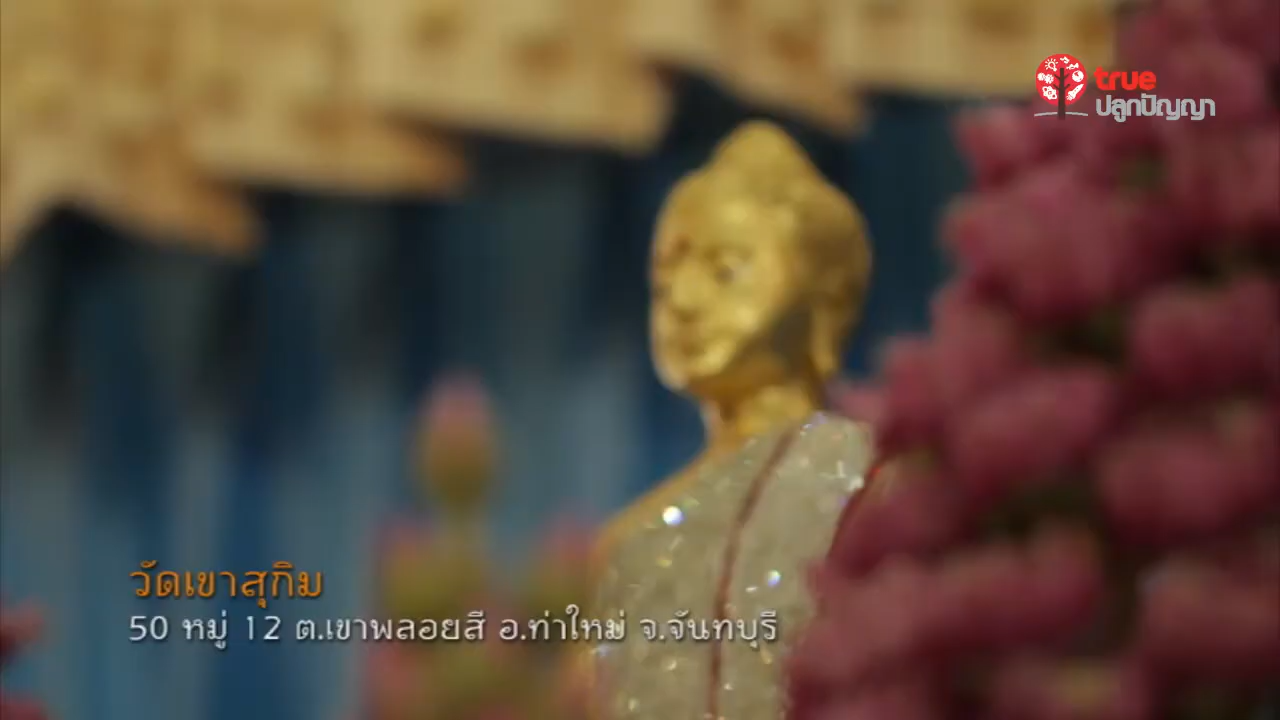 true
ปลูกปัญญา
วัดเขาสุกิม
50 หมู่ 12 ต.เขาพลอยสี อ.ท่าใหม่ จ.จันทบุรี